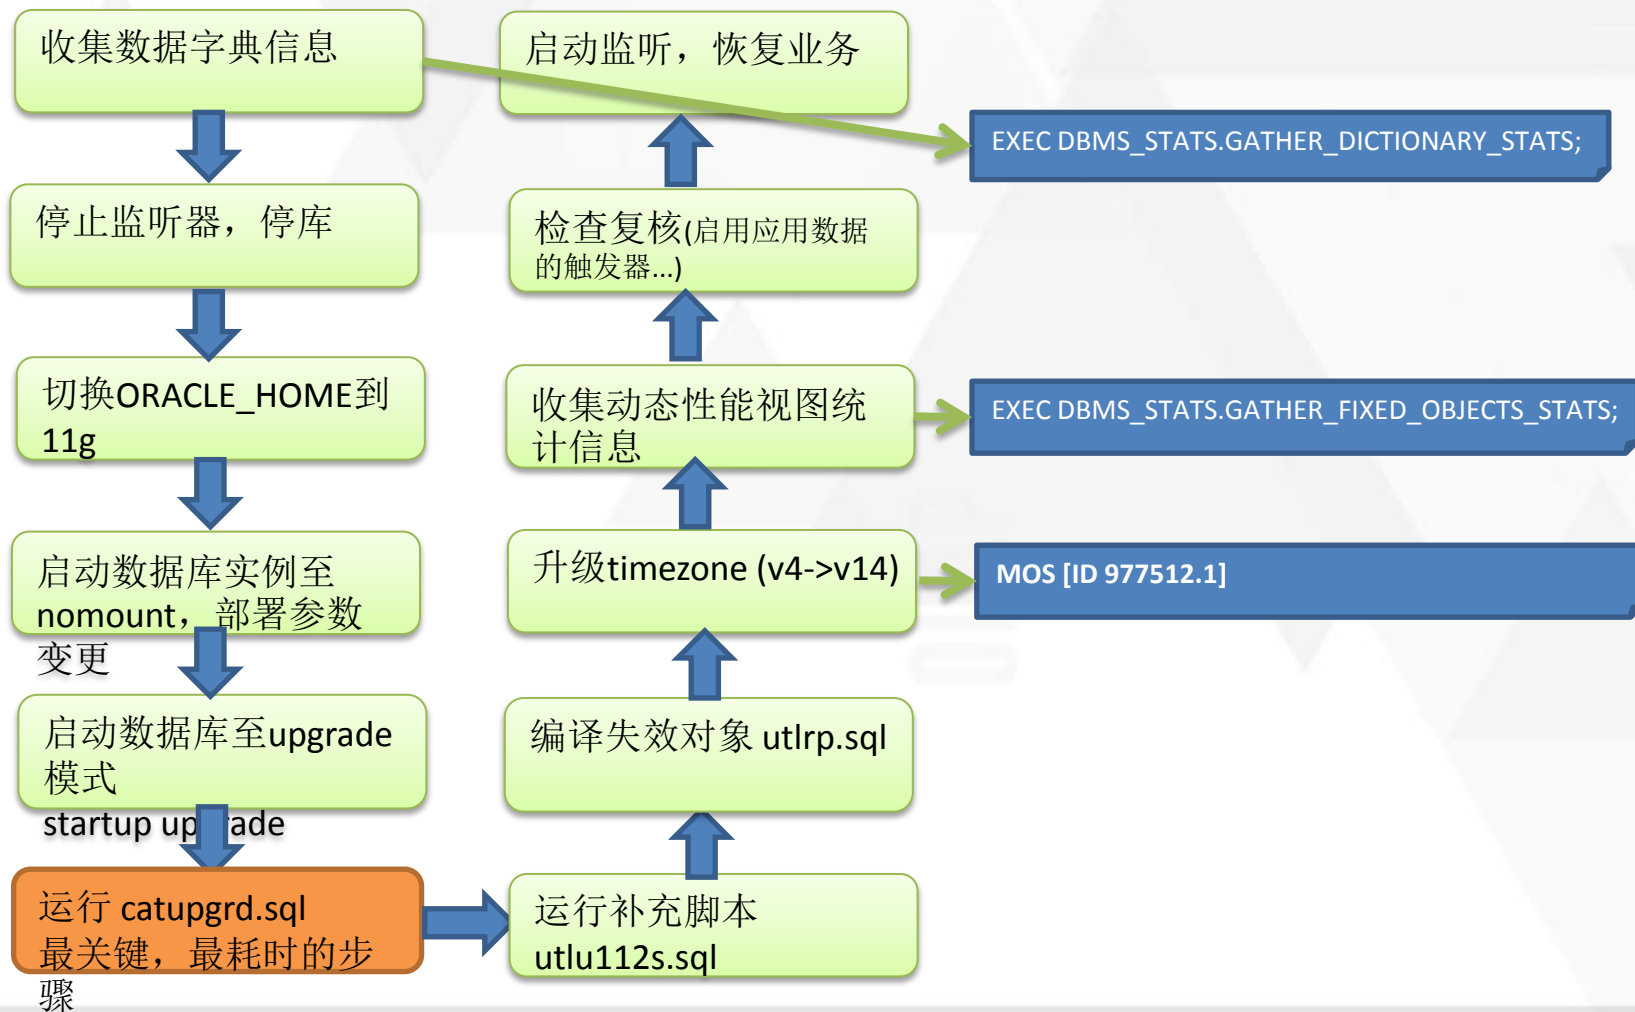 收集数据字典信息
停止监听器，停库
切换ORACLE_HOME到
11g
启动数据库实例至
nomount，部署参数
变更
启动数据库至upgrade
模式
startup upgrade
运行 catupgrd.sql
最关键，最耗时的步
骤
运行补充脚本
utlu112s.sql
编译失效对象 utlrp.sql
升级timezone (v4->v14)
收集动态性能视图统
计信息
检查复核(启用应用数据
的触发器...)
启动监听，恢复业务
EXEC DBMS_STATS.GATHER_DICTIONARY_STATS;
EXEC DBMS_STATS.GATHER_FIXED_OBJECTS_STATS;
MOS [ID 977512.1]